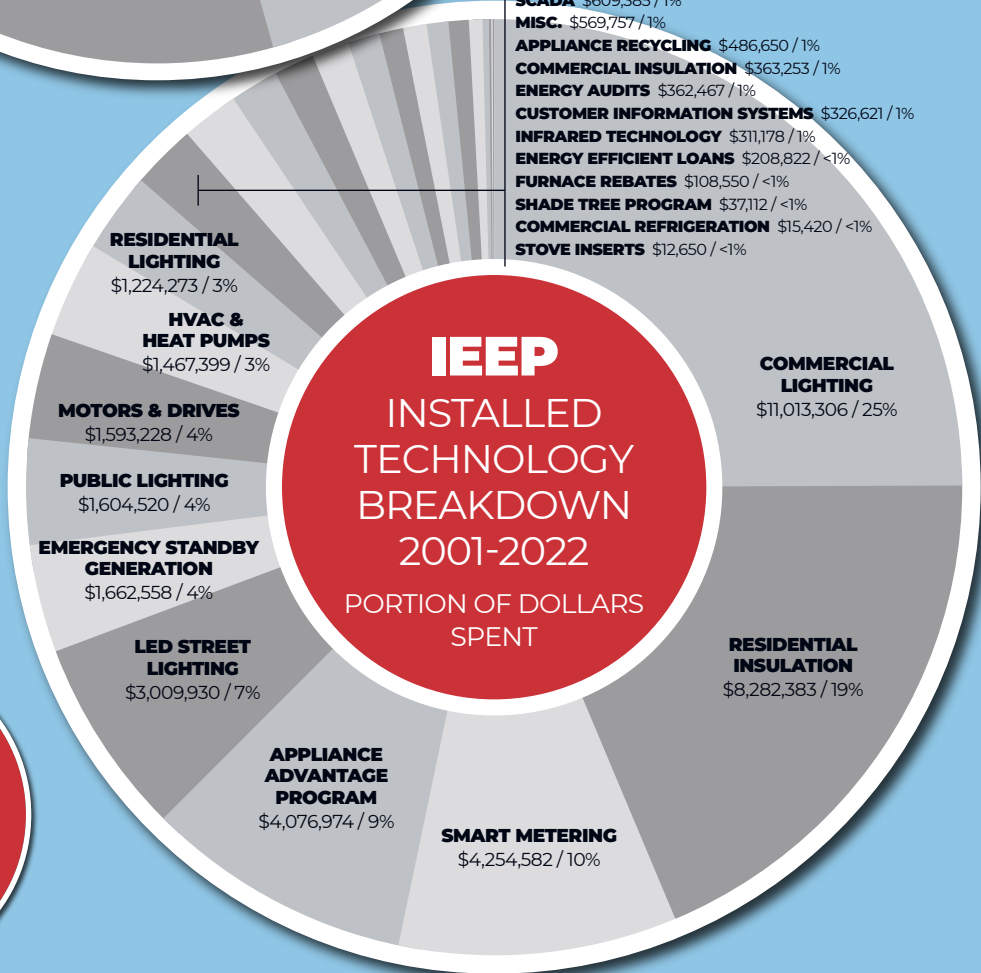 SCADA $609,385 / 1%
MISC. $569,757 / 1%
APPLIANCE RECYCLING $486,650 / 1%
COMMERCIAL INSULATION $363,253 / 1%
ENERGY AUDITS $362,467 / 1%
CUSTOMER INFORMATION SYSTEMS $326,621 / 1%
INFRARED TECHNOLOGY $311,178 / 1%
ENERGY EFFICIENT LOANS $208,822 / <1%
FURNACE REBATES $108,550 / <1%
SHADE TREE PROGRAM $37,112 / <1%
COMMERCIAL REFRIGERATION $15,420 / <1%
STOVE INSERTS $12,650 / <1%
RESIDENTIAL
LIGHTING
$1,224,273 / 3%
HVAC &
HEAT PUMPS
$1,467,399 / 3%
MOTORS & DRIVES
$1,593,228 / 4%
PUBLIC LIGHTING
$1,604,520 / 4%
EMERGENCY STANDBY
GENERATION
$1,662,558 / 4%
LED STREET
LIGHTING
$3,009,930 / 7%
APPLIANCE
ADVANTAGE
PROGRAM
$4,076,974 / 9%
SMART METERING
$4,254,582 / 10%
RESIDENTIAL
INSULATION
$8,282,383 / 19%
COMMERCIAL
LIGHTING
$11,013,306 / 25%
IEEP
INSTALLED
TECHNOLOGY
BREAKDOWN
2001-2022
PORTION OF DOLLARS
SPENT